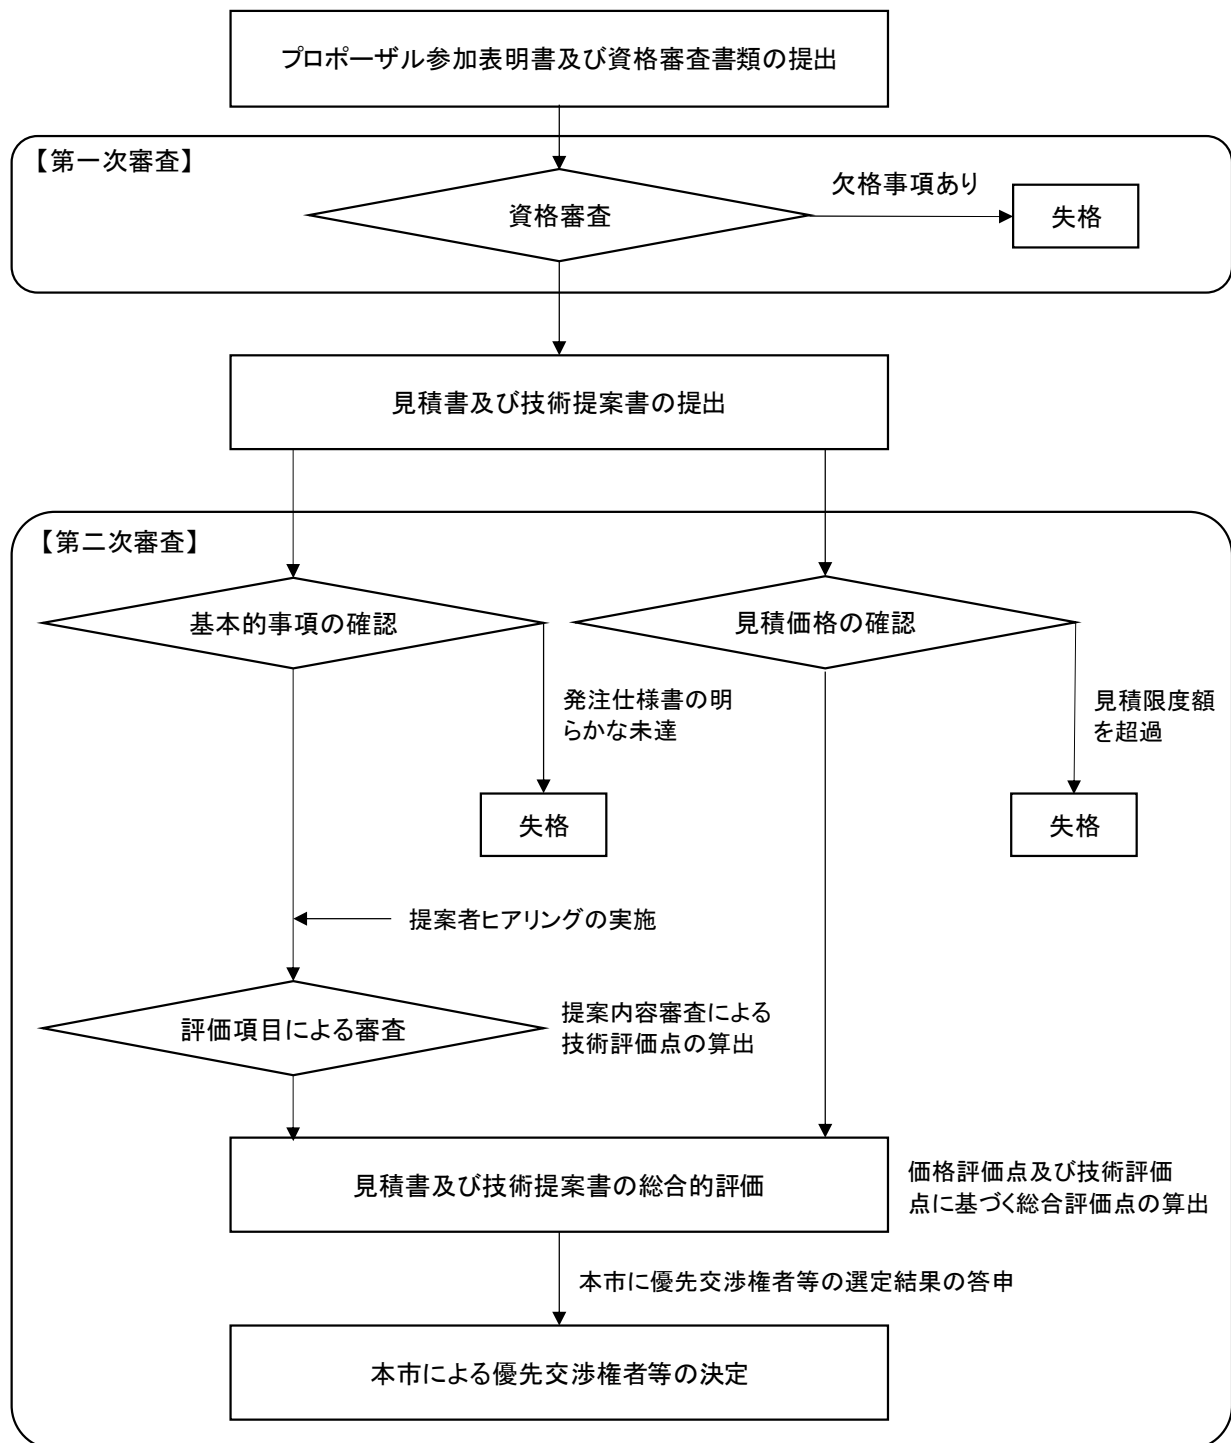 プロポーザル参加表明書及び資格審査書類の提出
【第一次審査】
欠格事項あり
資格審査
失格
見積書及び技術提案書の提出
【第二次審査】
基本的事項の確認
見積価格の確認
発注仕様書の明
らかな未達
見積限度額
を超過
失格
失格
提案者ヒアリングの実施
評価項目による審査
提案内容審査による
技術評価点の算出
見積書及び技術提案書の総合的評価
価格評価点及び技術評価
点に基づく総合評価点の算出
本市に優先交渉権者等の選定結果の答申
本市による優先交渉権者等の決定